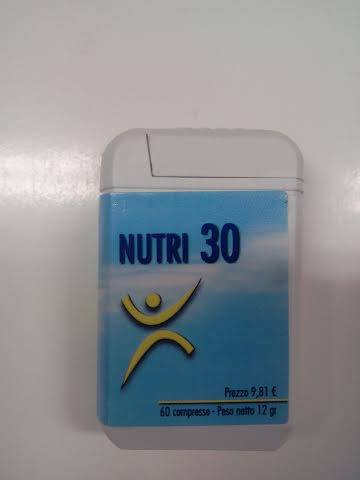 NUTRI 30
Prezzo 9,81 €
60 compresse - Peso netto 12 gr